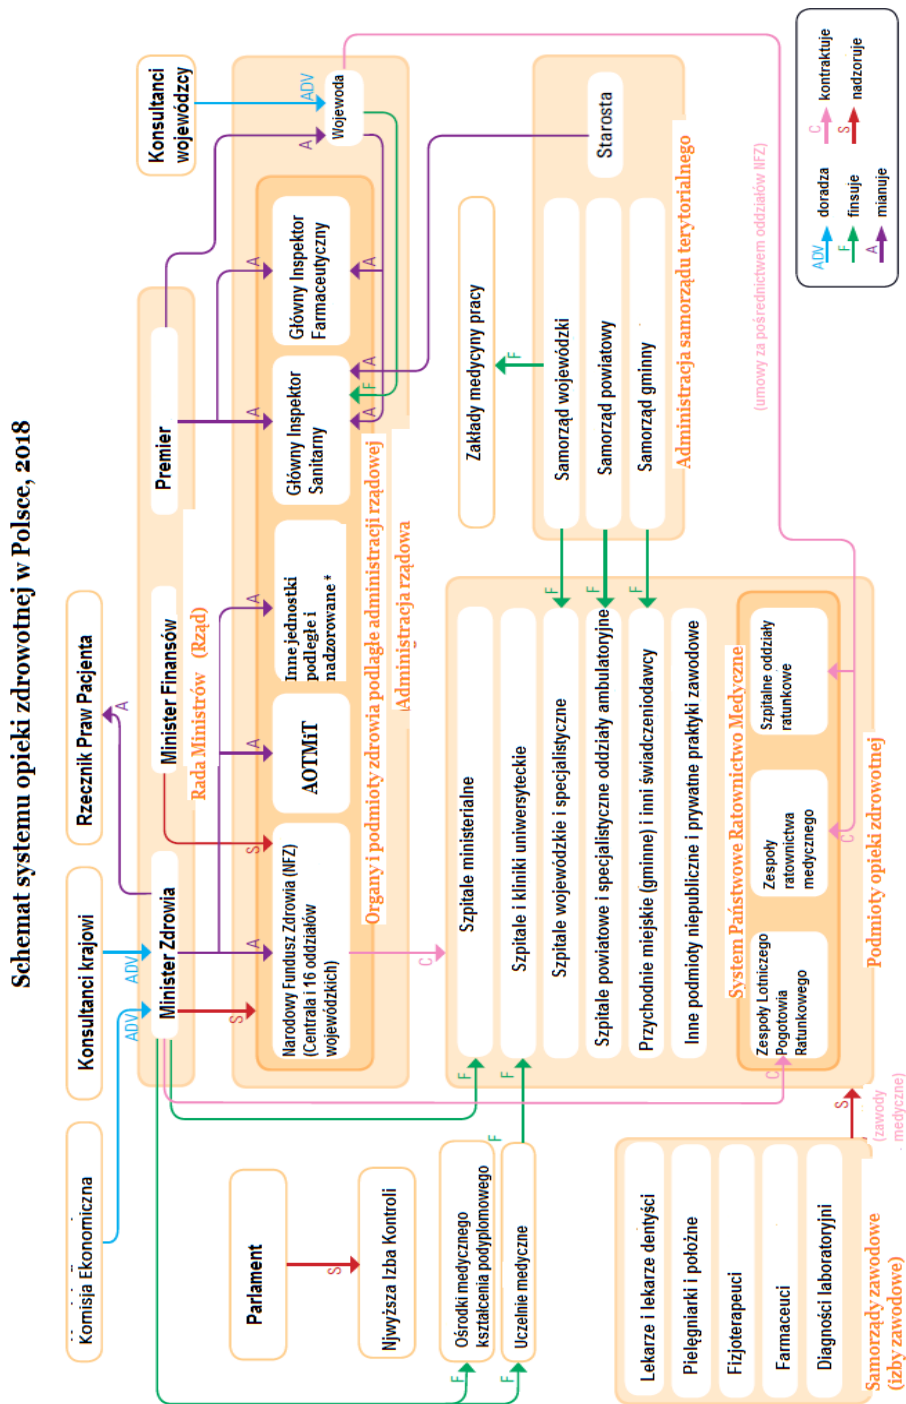 Schemat systemu opieki zdrowotnej w Polsce, 2018
Komisja Ekonomiczna
Konsultanci krajowi
Rzecznik Praw Pacjenta
Konsultanci
wojewódzcy
ADV
ADV
A
ADV
Minister Zdrowia
Minister Finansów
Premier
Rada Ministrów (Rząd)
S
A
S
A
A
A
A
A
ADV
Wojewoda
Narodowy Fundusz Zdrowia (NFZ)
(Centrala i 16 oddziałów
wojewódzkich)
AOTMiT
Inne jednostki
podległe i
nadzorowane *
Główny Inspektor
Sanitarny
Główny Inspektor
Farmaceutyczny
A
F
A
A
Organy i podmioty zdrowia podlagłe administracji rządowej
Administracja rządowa
Parlament
S
Njwyższa Izba Kontroli
Ośrodki medycznego
kształcenia podyplomowego
Uczelnie medyczne
F
F
F
F
F
C
Szpitale ministerialne
Szpitale i kliniki uniwersyteckie
Szpitale wojewódzkie i specjalistyczne
Szpitale powiatowe i specjalistyczne oddziały ambulatoryjne
Przychodnie miejskie (gminne) i inni świadczeniodawcy
Inne podmioty niepubliczne i prywatne praktyki zawodowe
System Państwowe Ratownictwo Medyczne
Zespoły Lotniczego
Pogotowia
Ratunkowego
Zespoły
ratownictwa
medycznego
Szpitalne oddziały
ratunkowe
C
C
Podmioty opieki zdrowotnej
Zakłady medycyny pracy
F
Samorząd wojewódzki
Samorząd powiatowy
Samorząd gminny
Starosta
F
F
F
Administracja samorządu terytorialnego
(umowy za pośrednictwem oddziałów NFZ)
Lekarze i lekarze dentyści
Pielęgniarki i położne
Fizjoterapeuci
Farmaceuci
Diagności laboratoryjni
Samorządy zawodowe
(izby zawodowe)
S
(zawody
medyczne)
ADV doradza
F finsuje
A mianuje
C kontraktuje
S nadzoruje